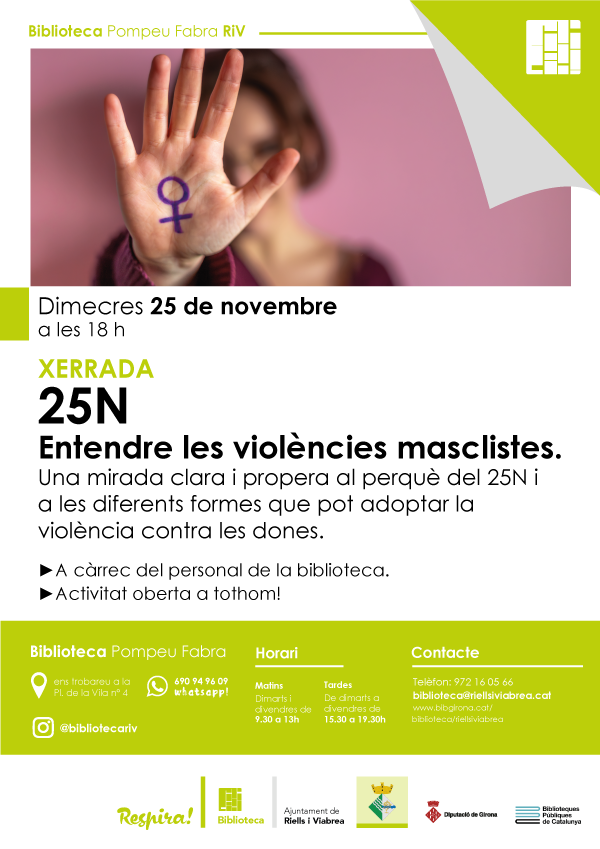 Biblioteca Pompeu Fabra RiV
Dimecres 25 de novembre
a les 18 h
XERRADA
25N
Entendre les violències masclistes.
Una mirada clara i propera al perquè del 25N i
a les diferents formes que pot adoptar la
violència contra les dones.
►A càrrec del personal de la biblioteca.
►Activitat oberta a tothom!
Biblioteca Pompeu Fabra
ens trobareu a la
Pl. de la Vila nº 4
690 94 96 09
whatsapp!
@bibliotecariv
Horari
Matins
Dimarts i
divendres de
9.30 a 13h
Tardes
De dimarts a
divendres de
15.30 a 19.30h
Contacte
Telèfon: 972 16 05 66
biblioteca@riellsiviabrea.cat
www.bibgirona.cat/
biblioteca/riellsiviabrea
Respira!
Biblioteca
Ajuntament de
Riells i Viabrea
Diputació de Girona
Biblioteques
Públiques
de Catalunya